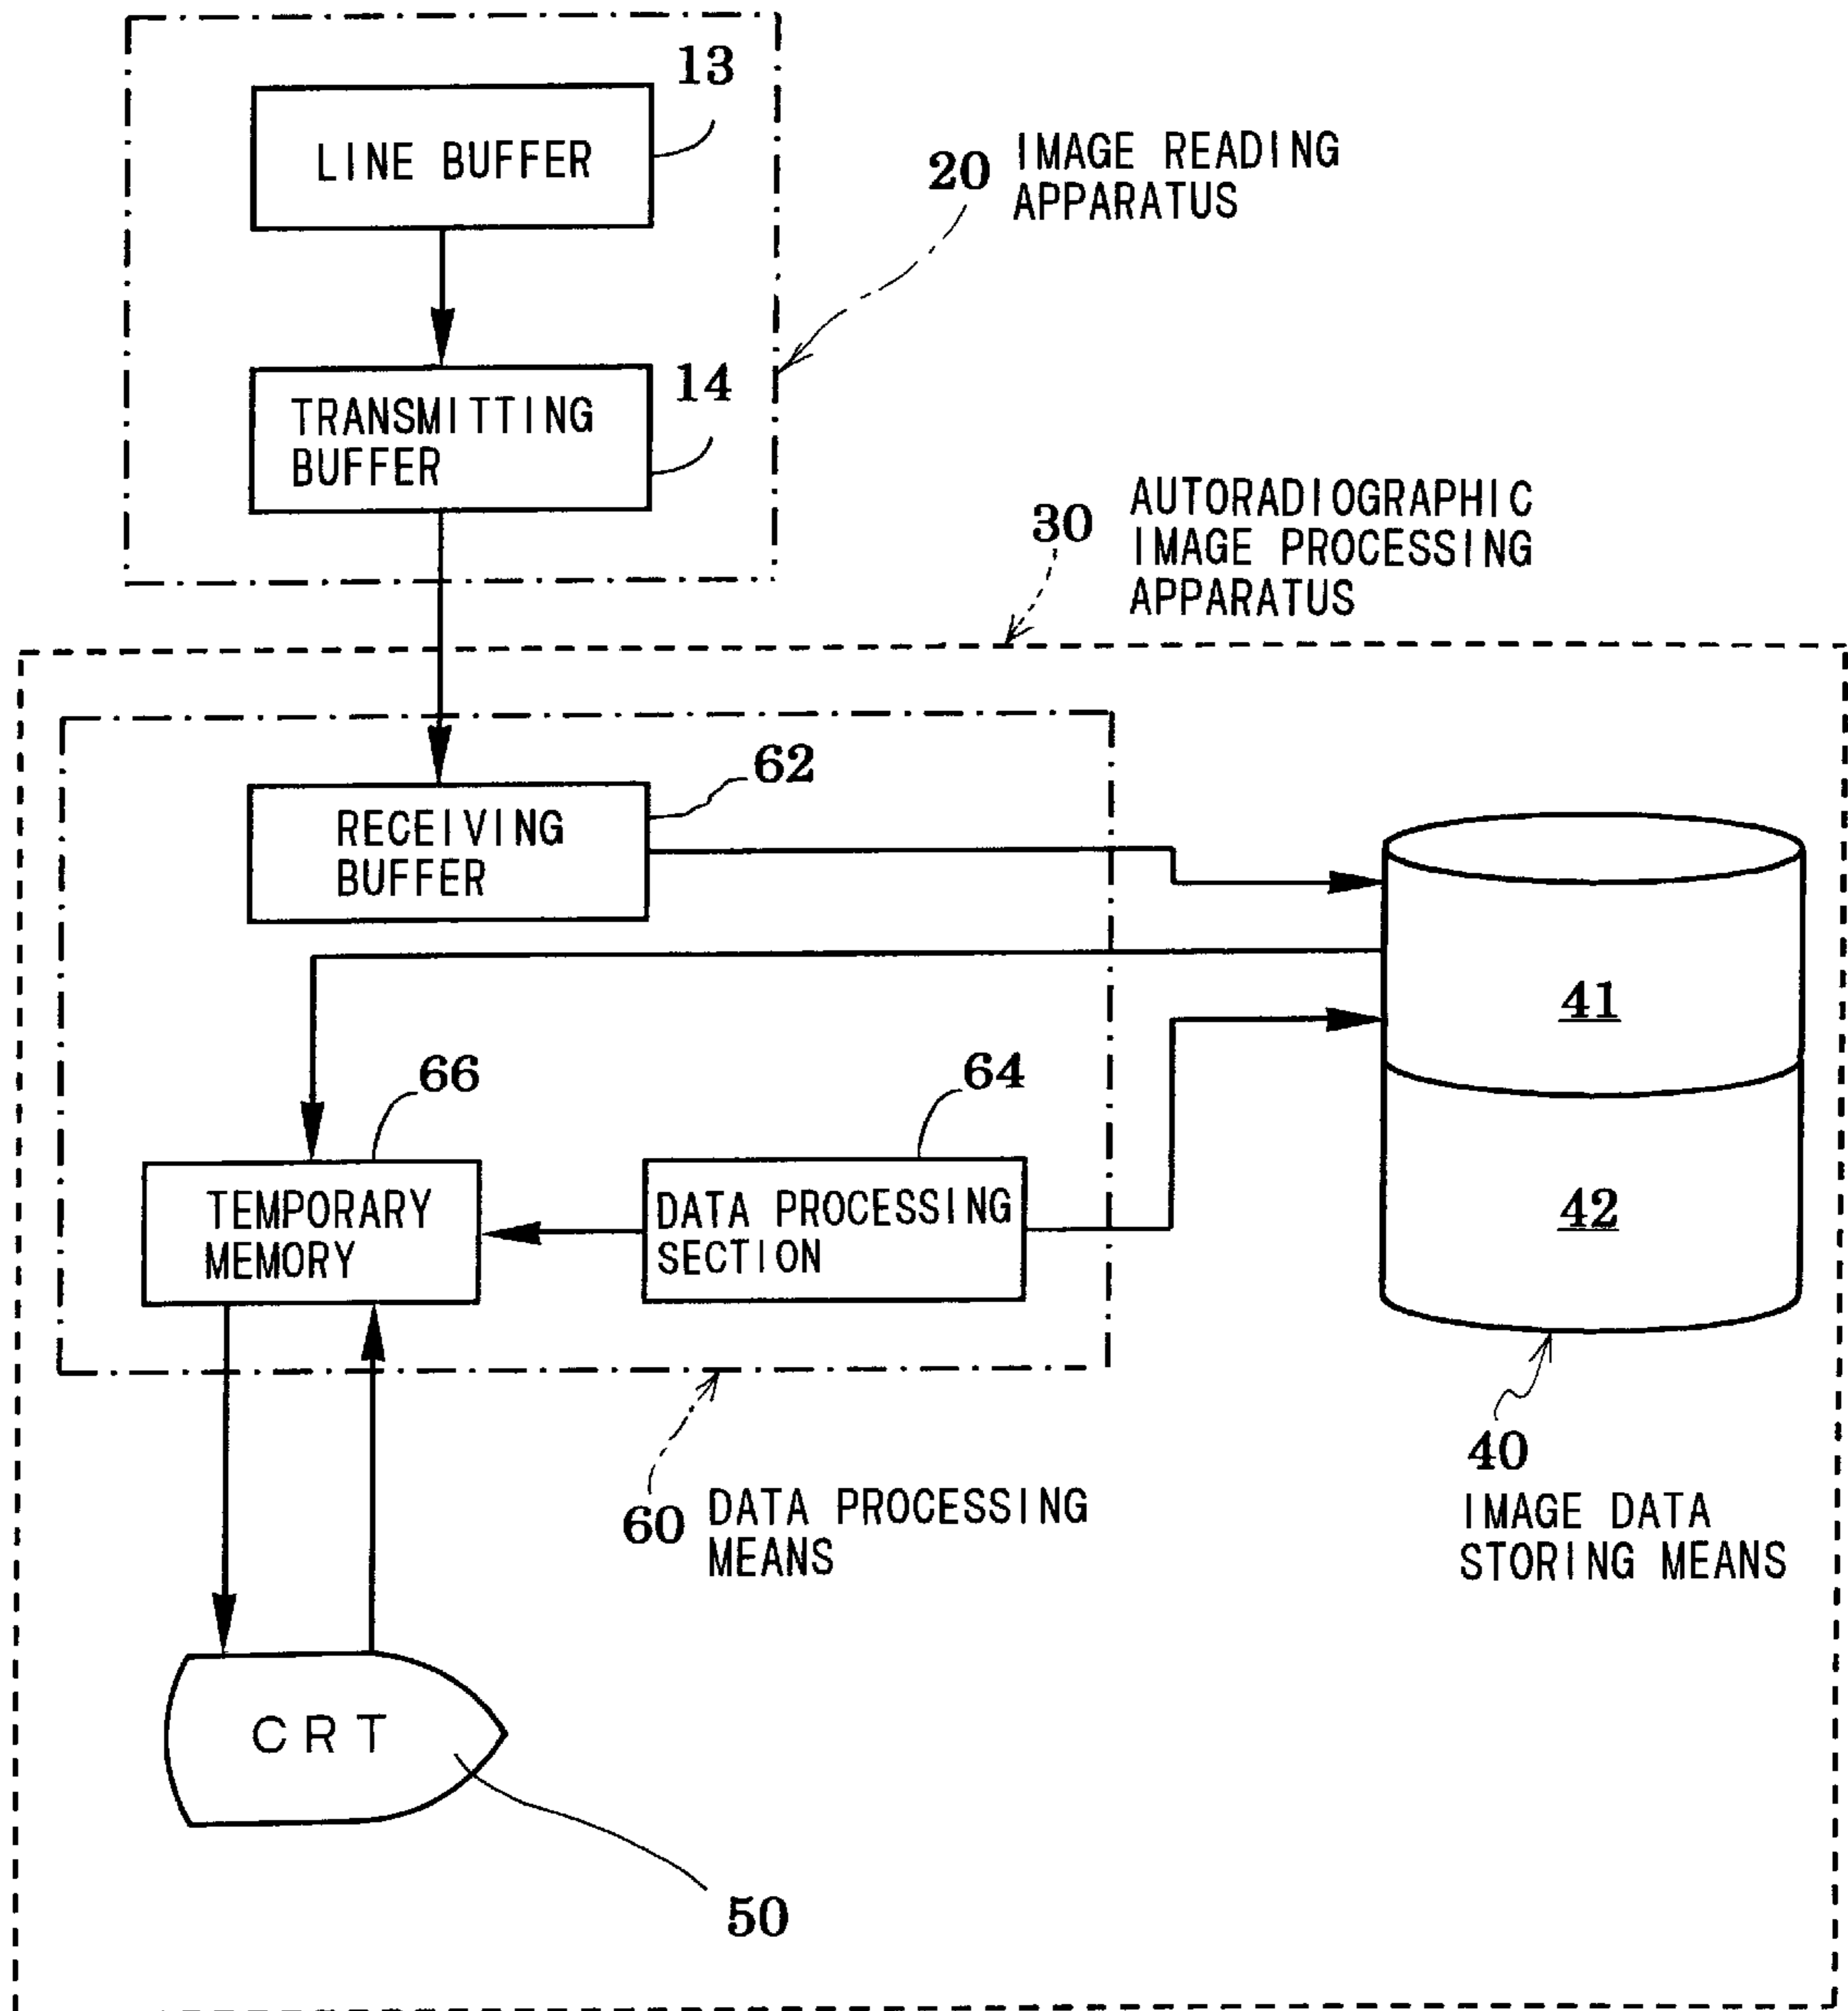 13
LINE BUFFER
20 IMAGE READING
APPARATUS
14
TRANSMITTING
BUFFER
30 AUTORADIOGRAPHIC
IMAGE PROCESSING
APPARATUS
62
RECEIVING
BUFFER
41
66
64
TEMPORARY
MEMORY
DATA PROCESSING
SECTION
42
40
IMAGE DATA
STORING MEANS
60 DATA PROCESSING
MEANS
CRT
50